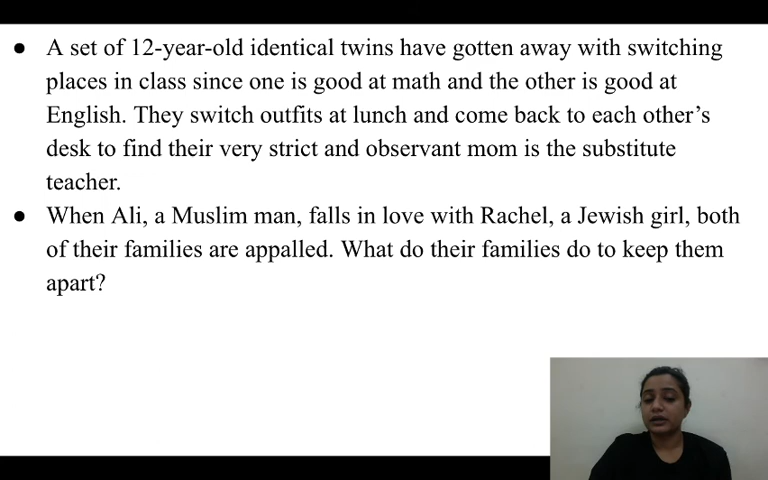 ● A set of 12-year-old identical twins have gotten away with switching
places in class since one is good at math and the other is good at
English. They switch outfits at lunch and come back to each other’s
desk to find their very strict and observant mom is the substitute
teacher.
● When Ali, a Muslim man, falls in love with Rachel, a Jewish girl, both
of their families are appalled. What do their families do to keep them
apart?